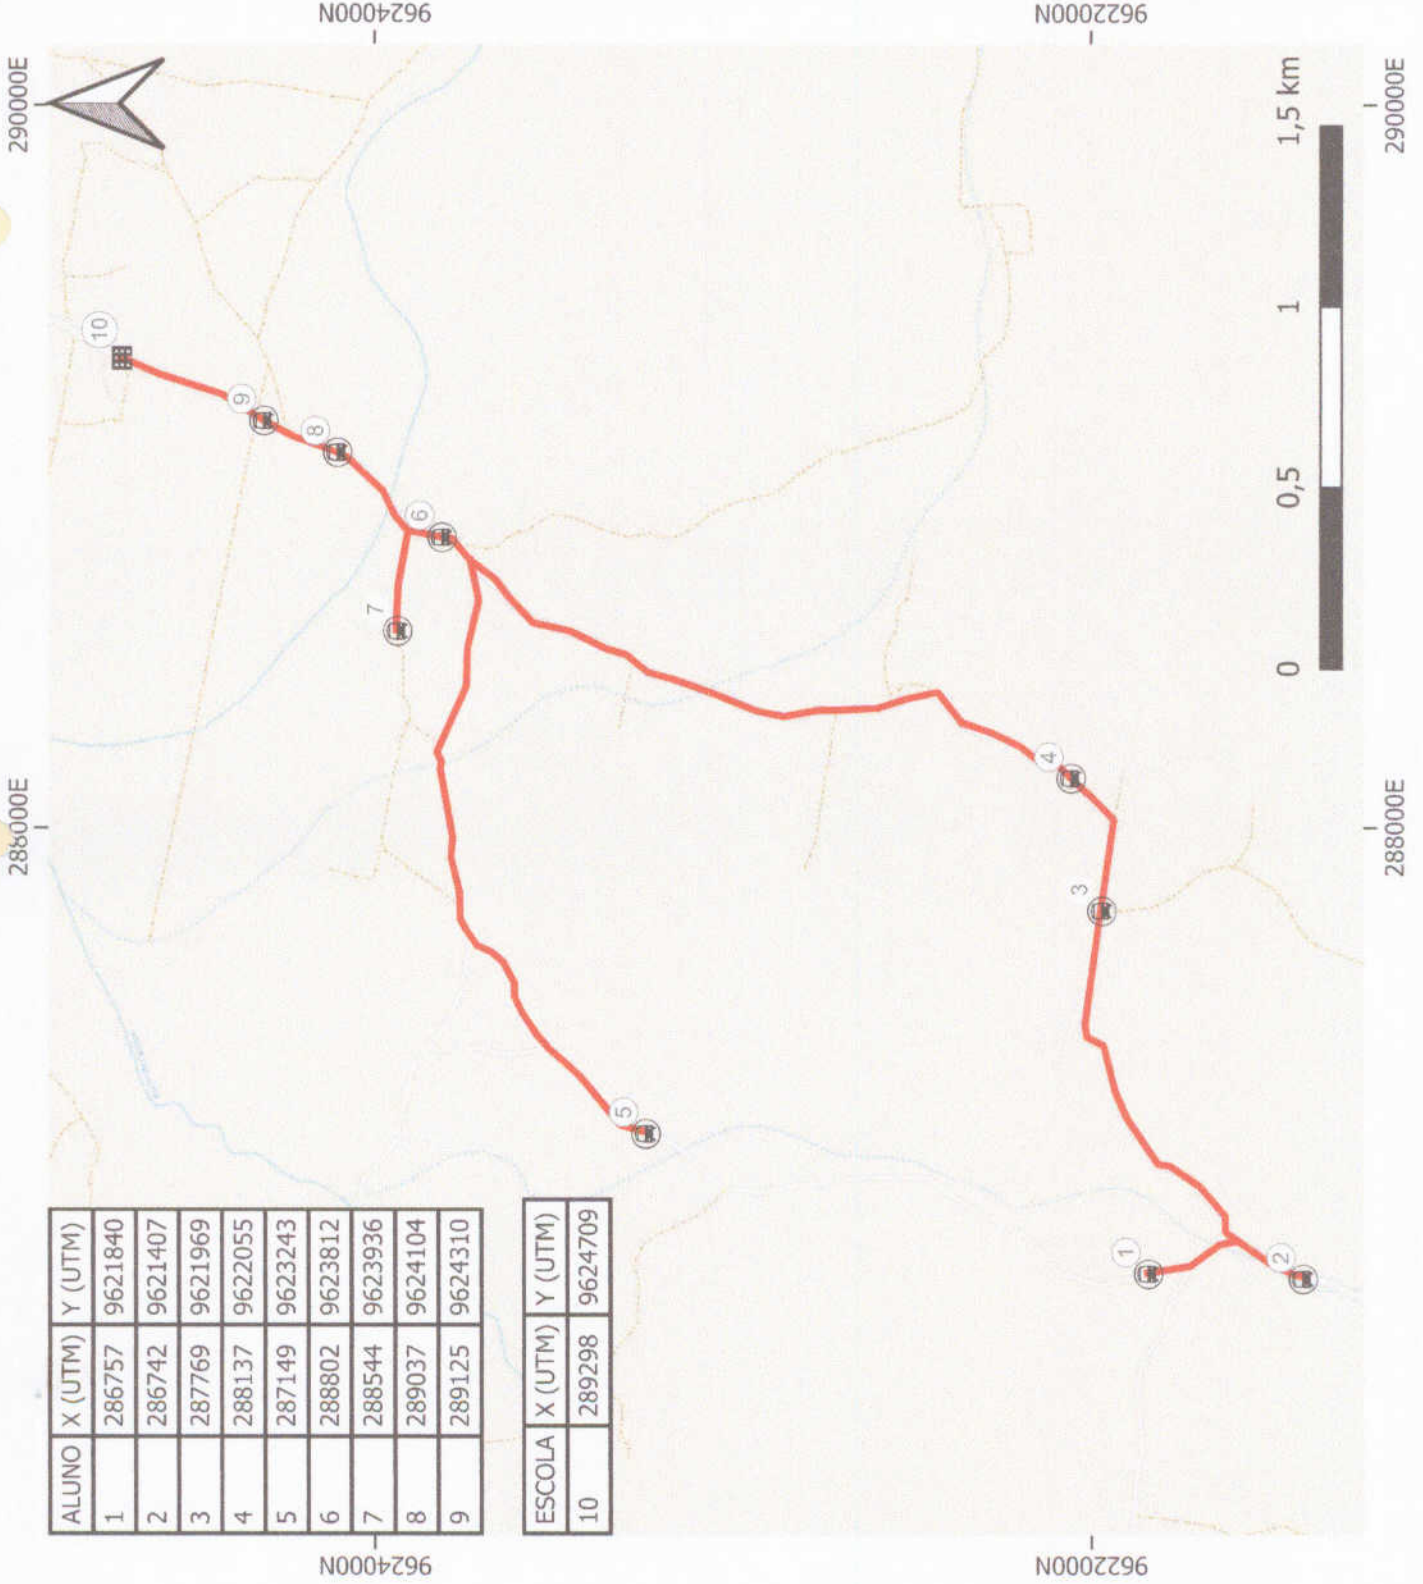 290000E
288000E
9624000N
9622000N
ALUNO X (UTM) Y (UTM)
1 286757 9621840
2 286742 9621407
3 287769 9621969
4 288137 9622055
5 287149 9623243
6 288802 9623812
7 288544 9623936
8 289037 9624104
9 289125 9624310
ESCOLA X (UTM) Y (UTM)
10 289298 9624709
10
9
8
6
7
5
4
3
1
2
0 0,5 1 1,5 km
9624000N
9622000N
288000E
290000E